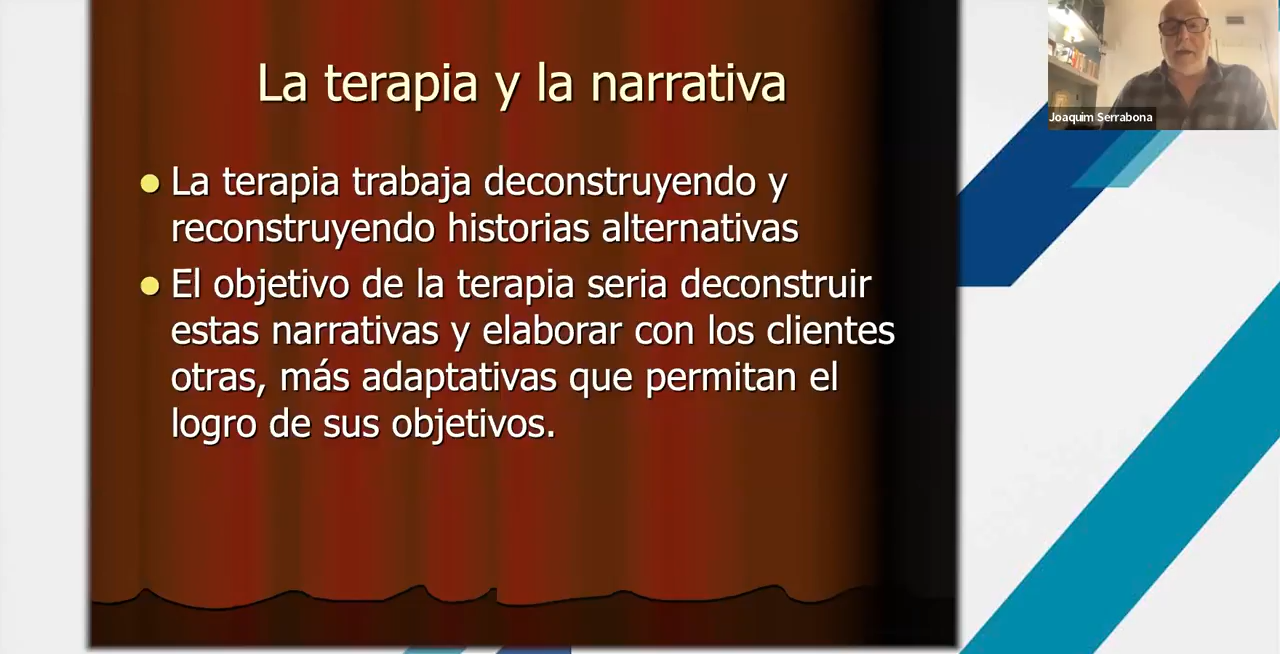 La terapia y la narrativa
La terapia trabaja deconstruyendo y
reconstruyendo historias alternativas
El objetivo de la terapia seria deconstruir
estas narrativas y elaborar con los clientes
otras, más adaptativas que permitan el
logro de sus objetivos.
Joaquim Serrabona